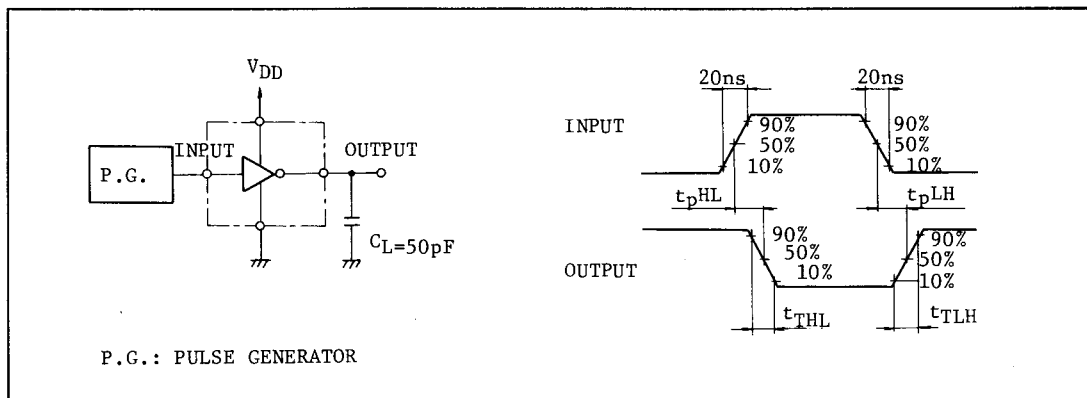 VDD
INPUT
OUTPUT
P.G.
CL=50pF
P.G.: PULSE GENERATOR
20ns
20ns
INPUT
90%
50%
10%
90%
50%
10%
tpHL
tpLH
OUTPUT
90%
50%
10%
90%
50%
10%
tTHL
tTLH